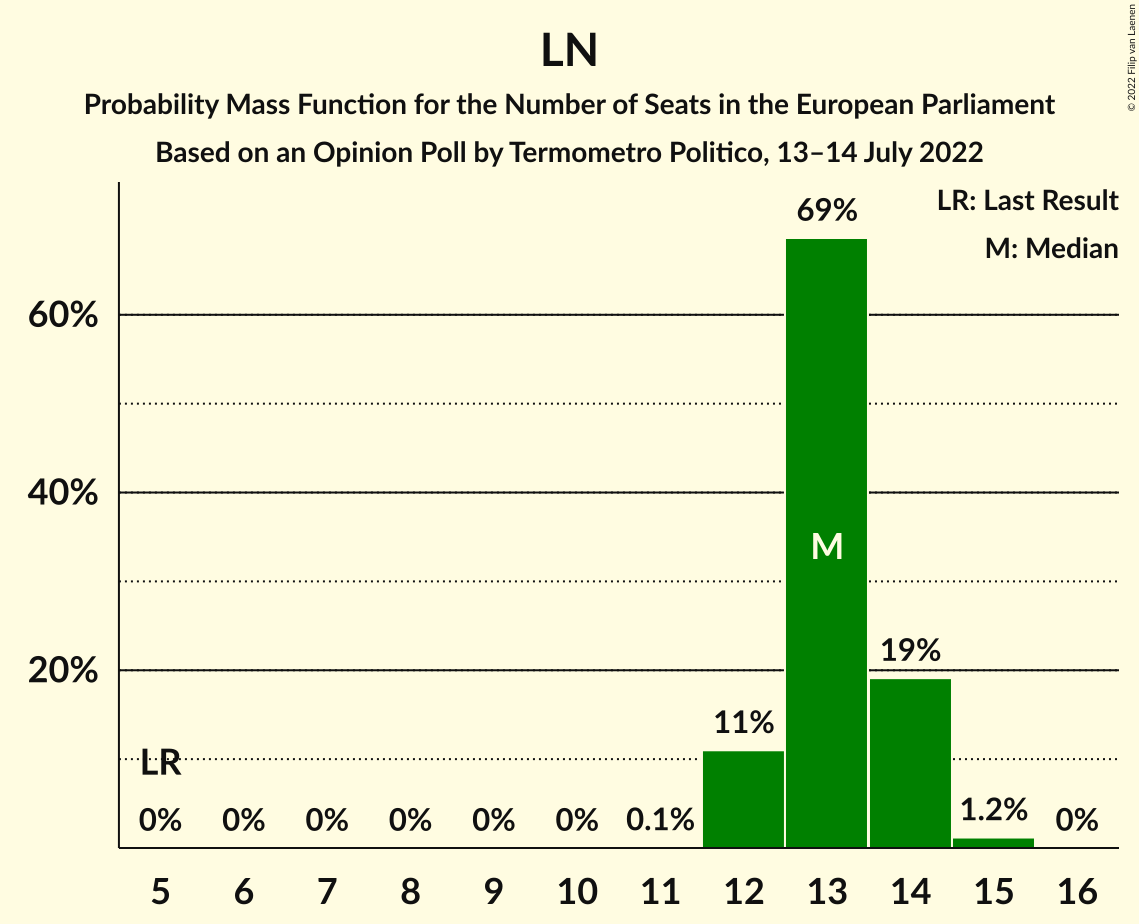 LN
Probability Mass Function for the Number of Seats in the European Parliament
Based on an Opinion Poll by Termometro Politico, 13–14 July 2022
© 2022 Filip van Laenen
LR: Last Result
M: Median
69%
60%
40%
M
20%
19%
11%
LR
0% 0% 0% 0% 0% 0% 0.1% 1.2% 0%
5 6 7 8 9 10 11 12 13 14 15 16